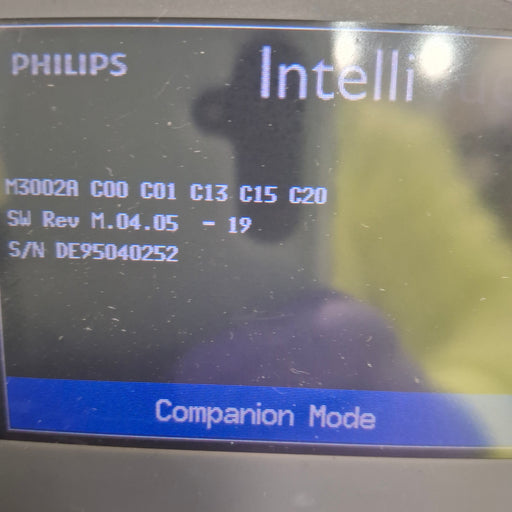 PHILIPS
Intelli
M3002A C00 C01 C13 C15 C20
SW Rev M.04.05 - 19
S/N DE95040252
Companion Mode